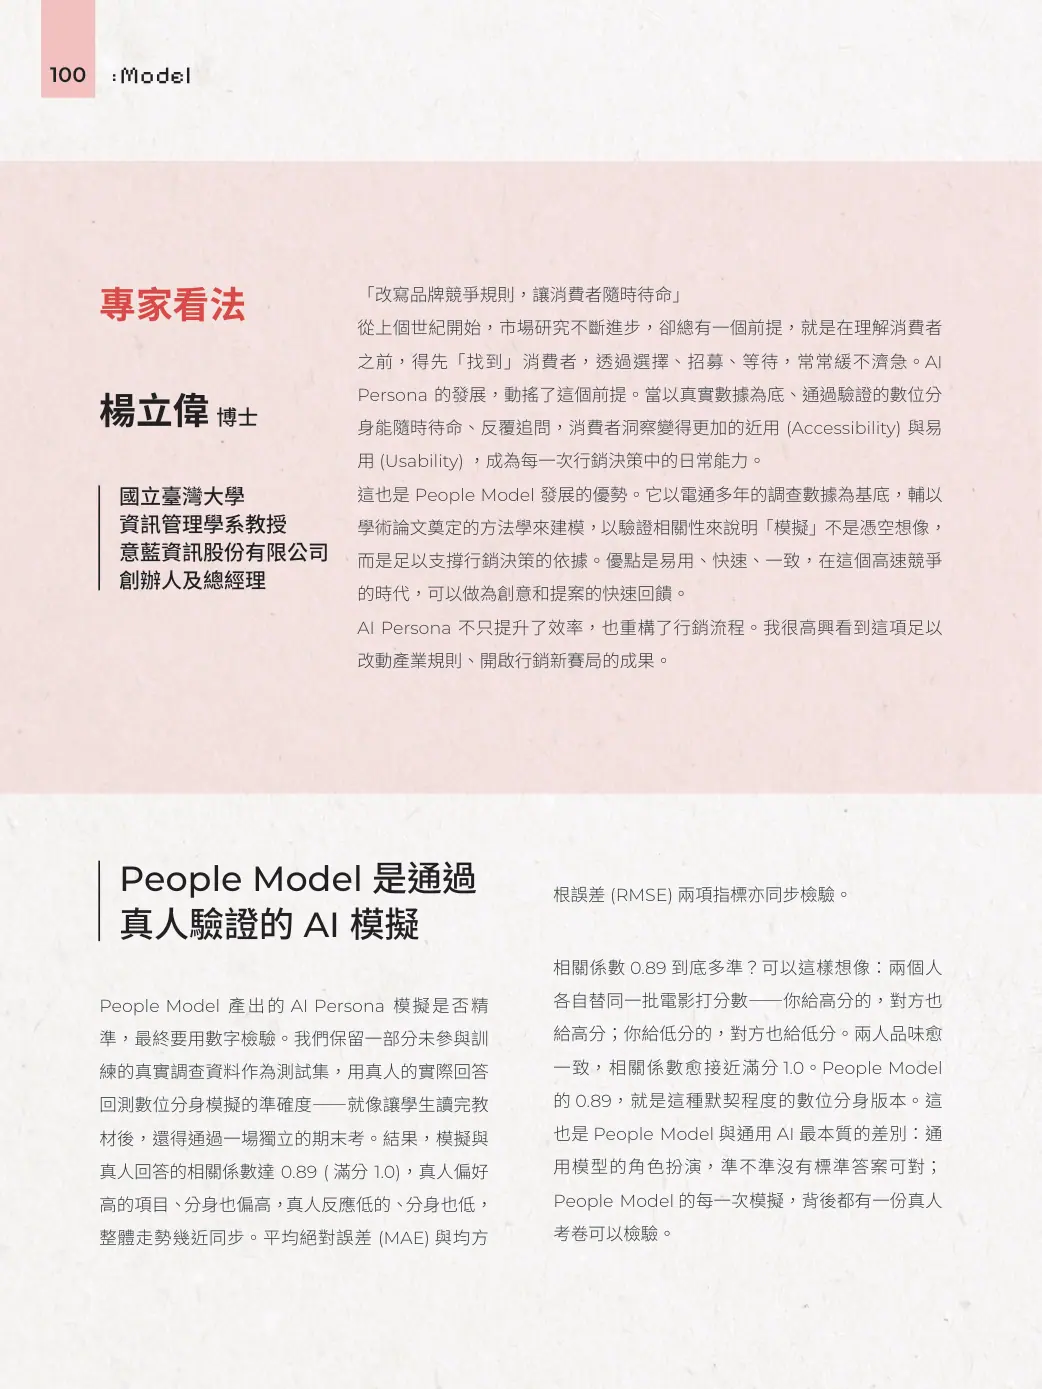 100 :Model
專家看法
楊立偉 博士
國立臺灣大學
資訊管理學系教授
意藍資訊股份有限公司
創辦人及總經理
「改寫品牌競爭規則，讓消費者隨時待命」
從上個世紀開始，市場研究不斷進步，卻總有一個前提，就是在理解消費者
之前，得先「找到」消費者，透過選擇、招募、等待，常常緩不濟急。AI
Persona 的發展，動搖了這個前提。當以真實數據為底、通過驗證的數位分
身能隨時待命、反覆追問，消費者洞察變得更加的近用 (Accessibility) 與易
用 (Usability) ，成為每一次行銷決策中的日常能力。
這也是 People Model 發展的優勢。它以電通多年的調查數據為基底，輔以
學術論文奠定的方法學來建模，以驗證相關性來說明「模擬」不是憑空想像，
而是足以支撐行銷決策的依據。優點是易用、快速、一致，在這個高速競爭
的時代，可以做為創意和提案的快速回饋。
AI Persona 不只提升了效率，也重構了行銷流程。我很高興看到這項足以
改動產業規則、開啟行銷新賽局的成果。
People Model 是通過
真人驗證的 AI 模擬
People Model 產出的 AI Persona 模擬是否精
準，最終要用數字檢驗。我們保留一部分未參與訓
練的真實調查資料作為測試集，用真人的實際回答
回測數位分身模擬的準確度——就像讓學生讀完教
材後，還得通過一場獨立的期末考。結果，模擬與
真人回答的相關係數達 0.89 ( 滿分 1.0)，真人偏好
高的項目、分身也偏高，真人反應低的、分身也低，
整體走勢幾近同步。平均絕對誤差 (MAE) 與均方
根誤差 (RMSE) 兩項指標亦同步檢驗。
相關係數 0.89 到底多準？可以這樣想像：兩個人
各自替同一批電影打分數——你給高分的，對方也
給高分；你給低分的，對方也給低分。兩人品味愈
一致，相關係數愈接近滿分 1.0。People Model
的 0.89，就是這種默契程度的數位分身版本。這
也是 People Model 與通用 AI 最本質的差別：通
用模型的角色扮演，準不準沒有標準答案可對；
People Model 的每一次模擬，背後都有一份真人
考卷可以檢驗。